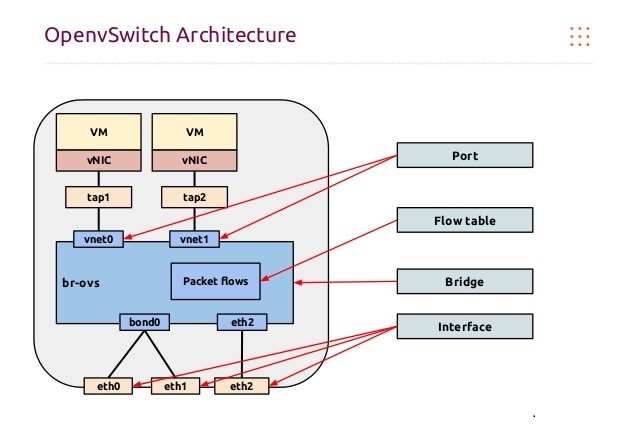 OpenvSwitch Architecture
VM
VM
vNIC
vNIC
tap1
tap2
vnet0
vnet1
br-ovs
Packet flows
bond0
eth2
eth0
eth1
eth2
Port
Flow table
Bridge
Interface